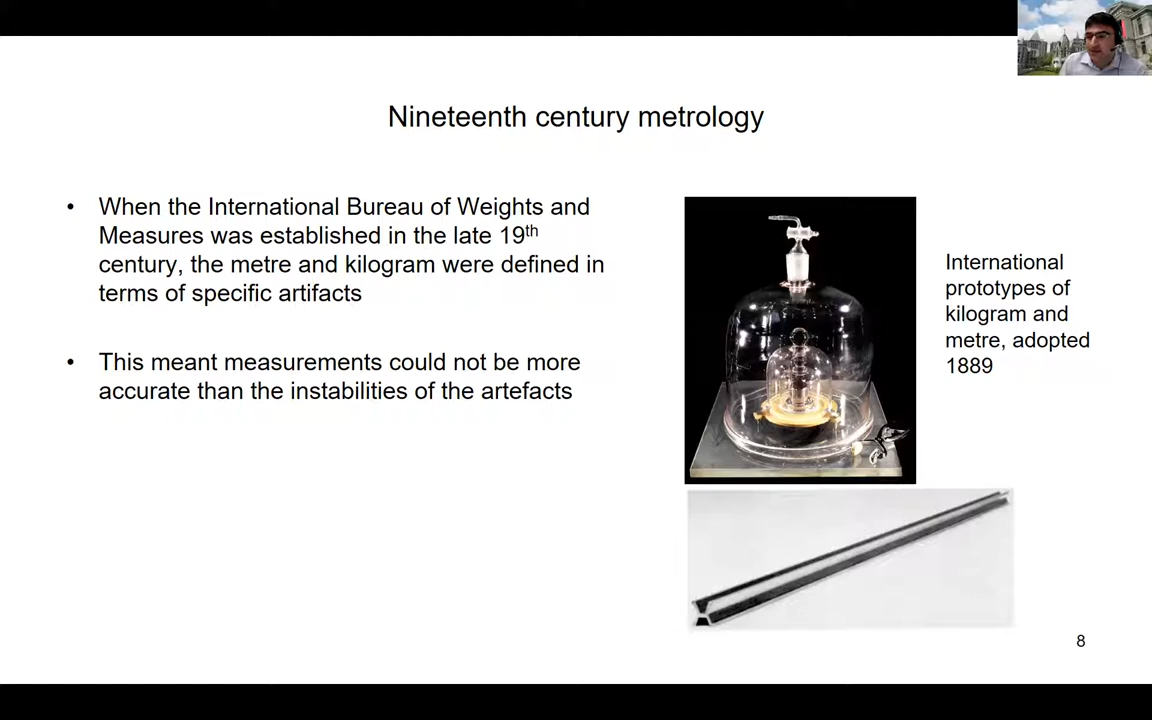 Nineteenth century metrology
• When the International Bureau of Weights and
Measures was established in the late 19th
century, the metre and kilogram were defined in
terms of specific artifacts
• This meant measurements could not be more
accurate than the instabilities of the artefacts
International
prototypes of
kilogram and
metre, adopted
1889
8